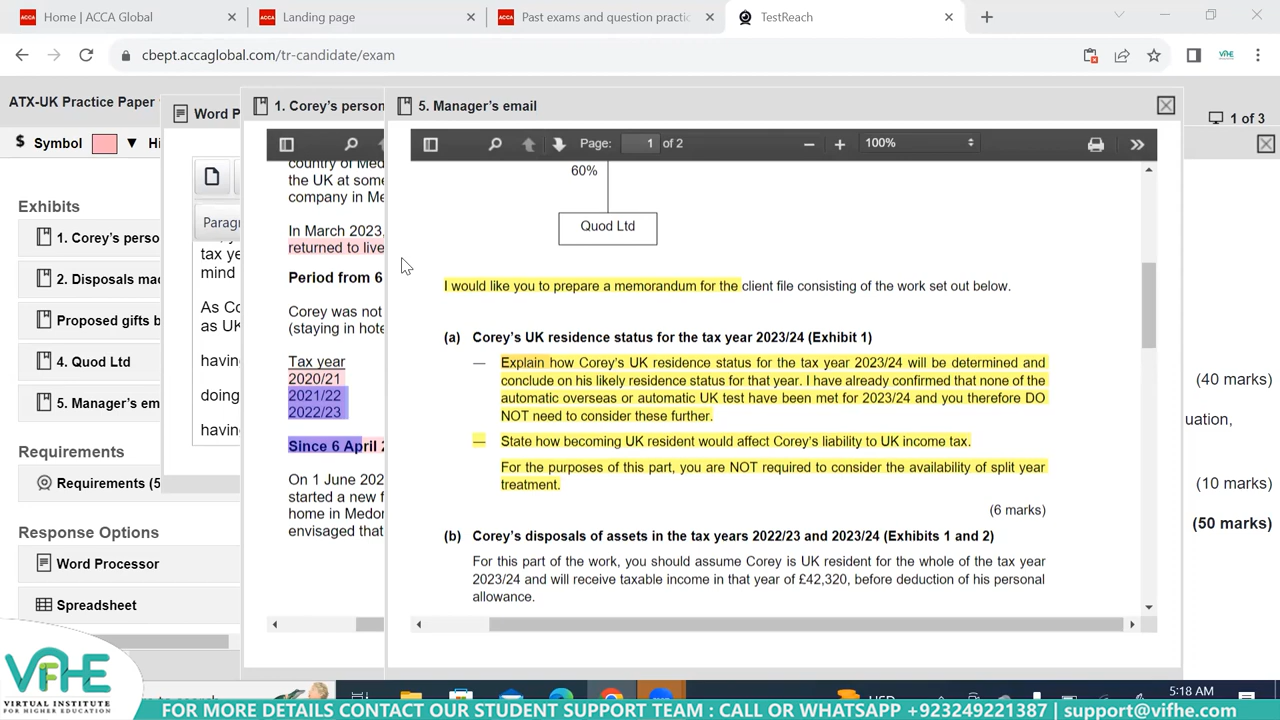 Home | ACCA Global
Landing page
Past exams and question practic
TestReach
cbept.accaglobal.com/tr-candidate/exam
ATX-UK Practice Paper
Word P
1. Corey's person
5. Manager's email
1 of 3
Symbol
Hi
Page: 1 of 2
100%
Exhibits
1. Corey's perso
2. Disposals mad
Proposed gifts b
4. Quod Ltd
5. Manager's em
Requirements
Requirements (5
Response Options
Word Processor
Spreadsheet
Paragr
tax ye
mind
As Co
as UK
having
doing
having
country of Med
the UK at some
company in Me
In March 2023,
returned to live
Period from 6
Corey was not
(staying in hote
Tax year
2020/21
2021/22
2022/23
Since 6 April 2
On 1 June 202
started a new f
home in Medor
envisaged that
60%
Quod Ltd
I would like you to prepare a memorandum for the client file consisting of the work set out below.
(a) Corey's UK residence status for the tax year 2023/24 (Exhibit 1)
— Explain how Corey's UK residence status for the tax year 2023/24 will be determined and
conclude on his likely residence status for that year. I have already confirmed that none of the
automatic overseas or automatic UK test have been met for 2023/24 and you therefore DO
NOT need to consider these further.
— State how becoming UK resident would affect Corey's liability to UK income tax.
For the purposes of this part, you are NOT required to consider the availability of split year
treatment.
(6 marks)
(b) Corey's disposals of assets in the tax years 2022/23 and 2023/24 (Exhibits 1 and 2)
For this part of the work, you should assume Corey is UK resident for the whole of the tax year
2023/24 and will receive taxable income in that year of £42,320, before deduction of his personal
allowance.
(40 marks)
uation,
(10 marks)
(50 marks)
VIFHE
VIRTUAL INSTITUTE
FOR HIGHER EDUCATION
USD
5:18 AM
FOR MORE DETAILS CONTACT OUR STUDENT SUPPORT TEAM : CALL OR WHATSAPP +923249221387 | support@vifhe.com